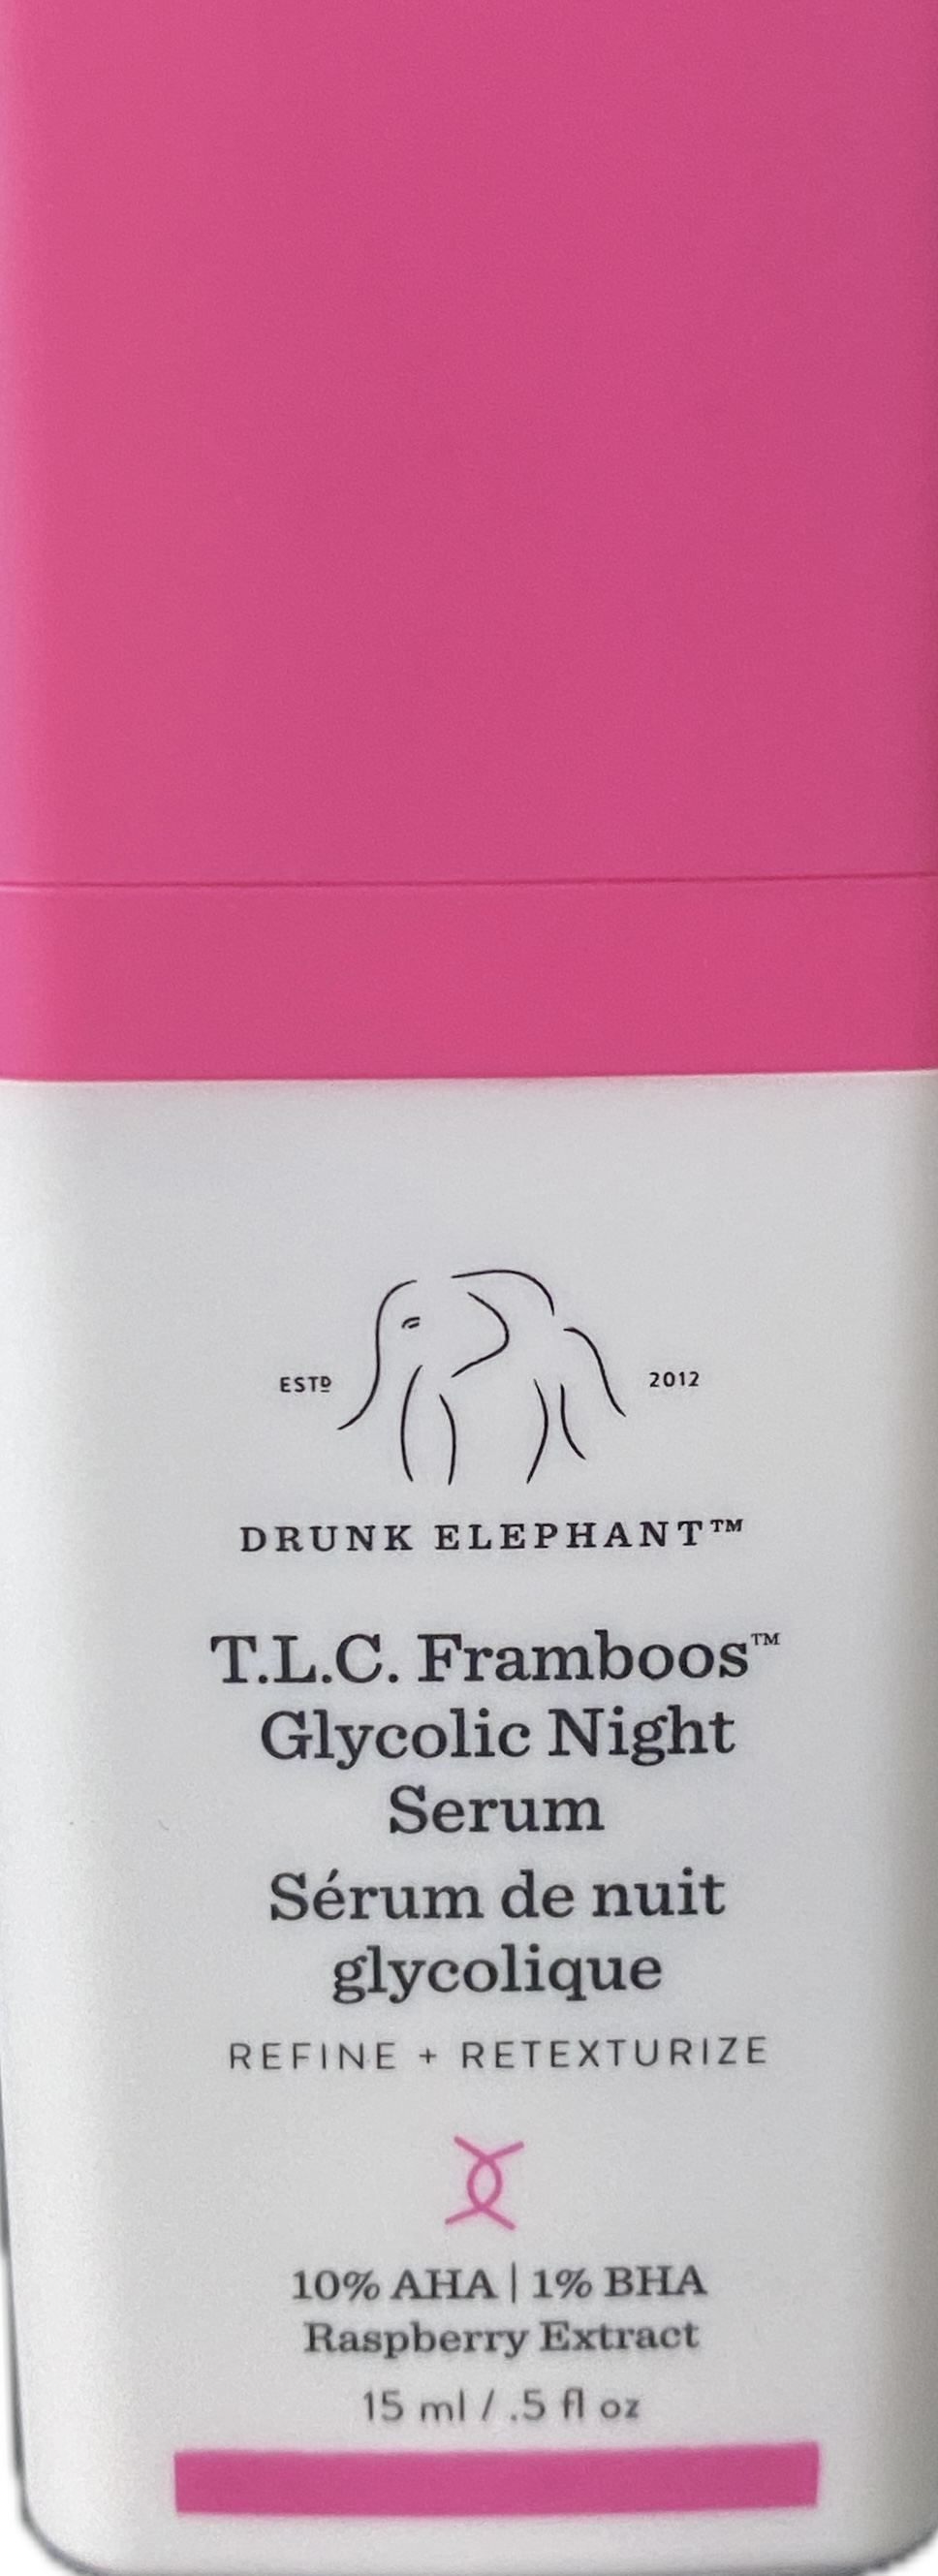 ESTD 2012
DRUNK ELEPHANT™
T.L.C. Framboos™
Glycolic Night
Serum
Sérum de nuit
glycolique
REFINE + RETEXTURIZE
10% AHA | 1% BHA
Raspberry Extract
15 ml / .5 fl oz